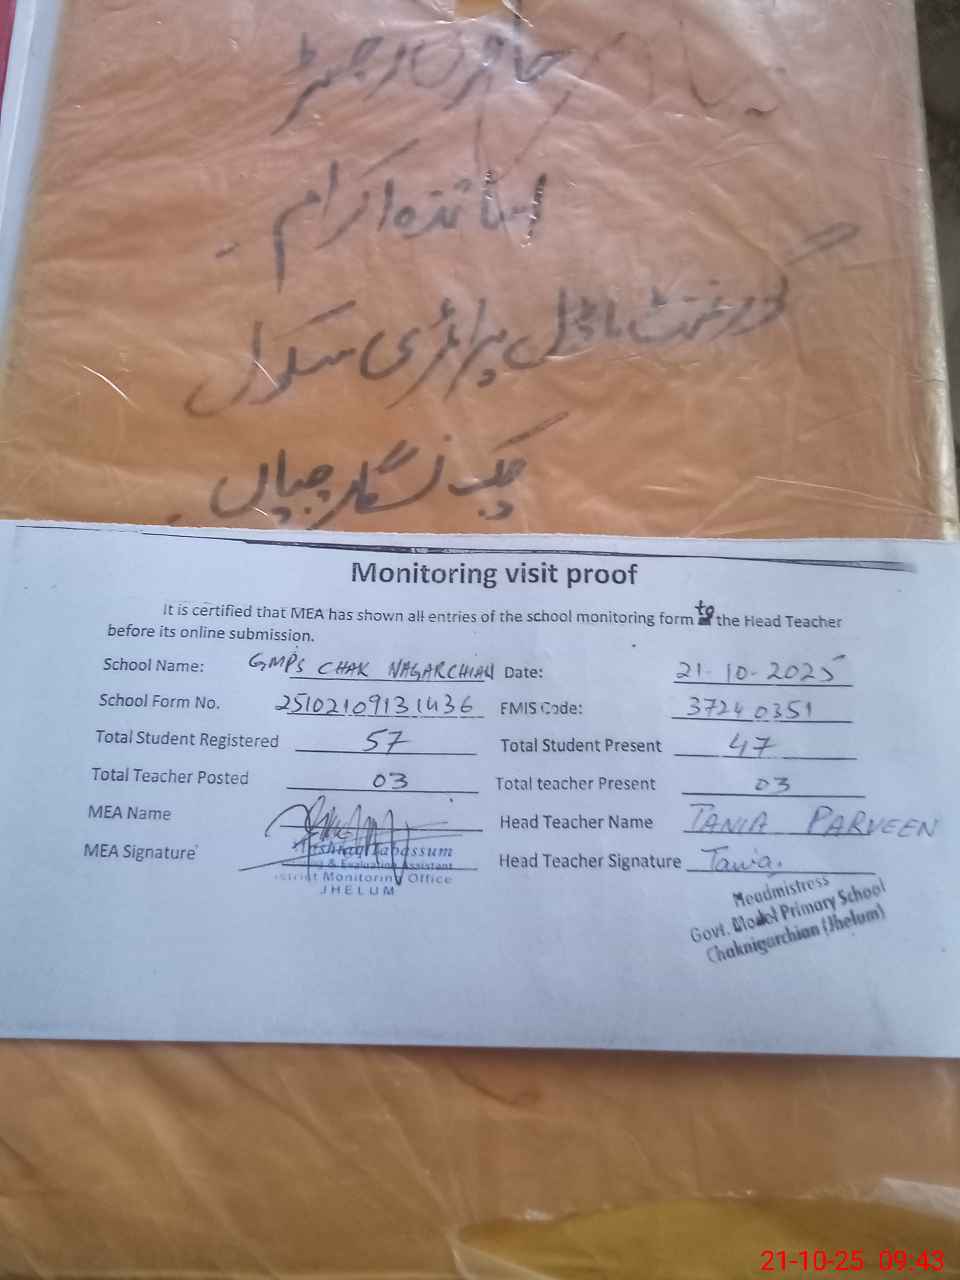 حاضری رجسٹر
اساتذہ اکرام -
گورنمنٹ ماڈل پرائمری سکول
چک نگارچیاں -
Monitoring visit proof
It is certified that MEA has shown all entries of the school monitoring form to the Head Teacher
before its online submission.
School Name: GMPS CHAK NAGARCHIAN Date: 21-10-2025
School Form No. 25102109131436 EMIS Code: 37240351
Total Student Registered 57 Total Student Present 47
Total Teacher Posted 03 Total teacher Present 03
MEA Name Head Teacher Name TANIA PARVEEN
MEA Signature Head Teacher Signature Tania.
Tabassum
& Evaluation Assistant
District Monitoring Office
JHELUM
Headmistress
Govt. Model Primary School
Chaknigarchian (Jhelum)
21-10-25 09:43